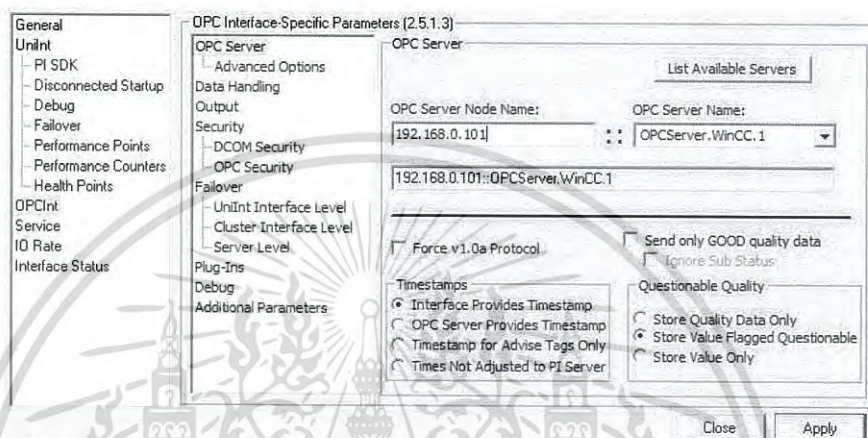 General
UniInt
PI SDK
Disconnected Startup
Debug
Failover
Performance Points
Performance Counters
Health Points
OPCInt
Service
IO Rate
Interface Status
OPC Interface-Specific Parameters (2.5.1.3)
OPC Server
Advanced Options
Data Handling
Output
Security
DCOM Security
OPC Security
Failover
UniInt Interface Level
Cluster Interface Level
Server Level
Plug-Ins
Debug
Additional Parameters
OPC Server
List Available Servers
OPC Server Node Name:
OPC Server Name:
192.168.0.101
::
OPCServer.WinCC.1
192.168.0.101::OPCServer.WinCC.1
Force v1.0a Protocol
Send only GOOD quality data
Ignore Sub Status
Timestamps
Interface Provides Timestamp
OPC Server Provides Timestamp
Timestamp for Advise Tags Only
Times Not Adjusted to PI Server
Questionable Quality
Store Quality Data Only
Store Value Flagged Questionable
Store Value Only
Close
Apply